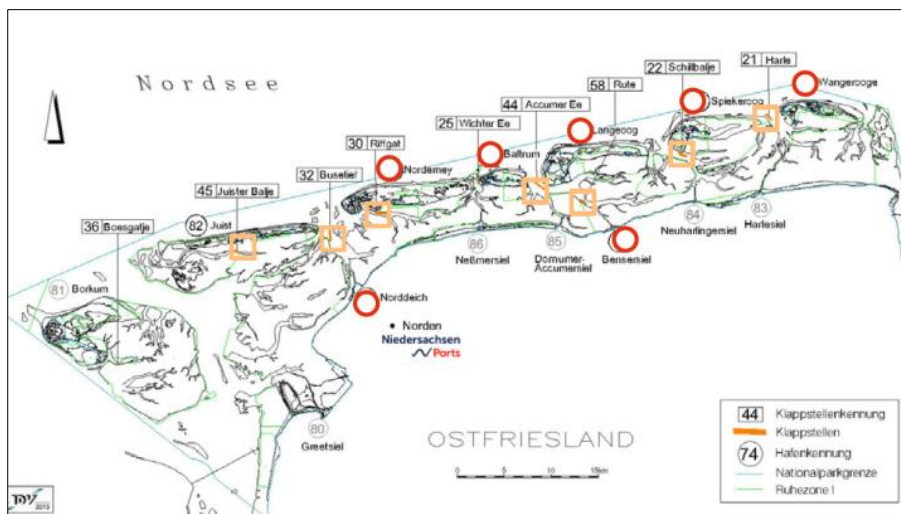 Nordsee
21 Harle
22 Schillbalje
Wangerooge
58 Rute
Spiekeroog
44 Accumer Ee
25 Wichter Ee
Langeoog
30 Riffgat
Baltrum
32 Busetief
Norderney
45 Juister Balje
82 Juist
36 Boesgatje
84
83
Neuharlingersiel
Harlesiel
86
85
Neßmersiel
Dornumer-
Accumersiel
Bensersiel
81 Borkum
Norddeich
Norden
Niedersachsen
Ports
80
Greetsiel
OSTFRIESLAND
0 5 10 15km
44 Klappstellenkennung
Klappstellen
74 Hafenkennung
Nationalparkgrenze
Ruhezone I
2013